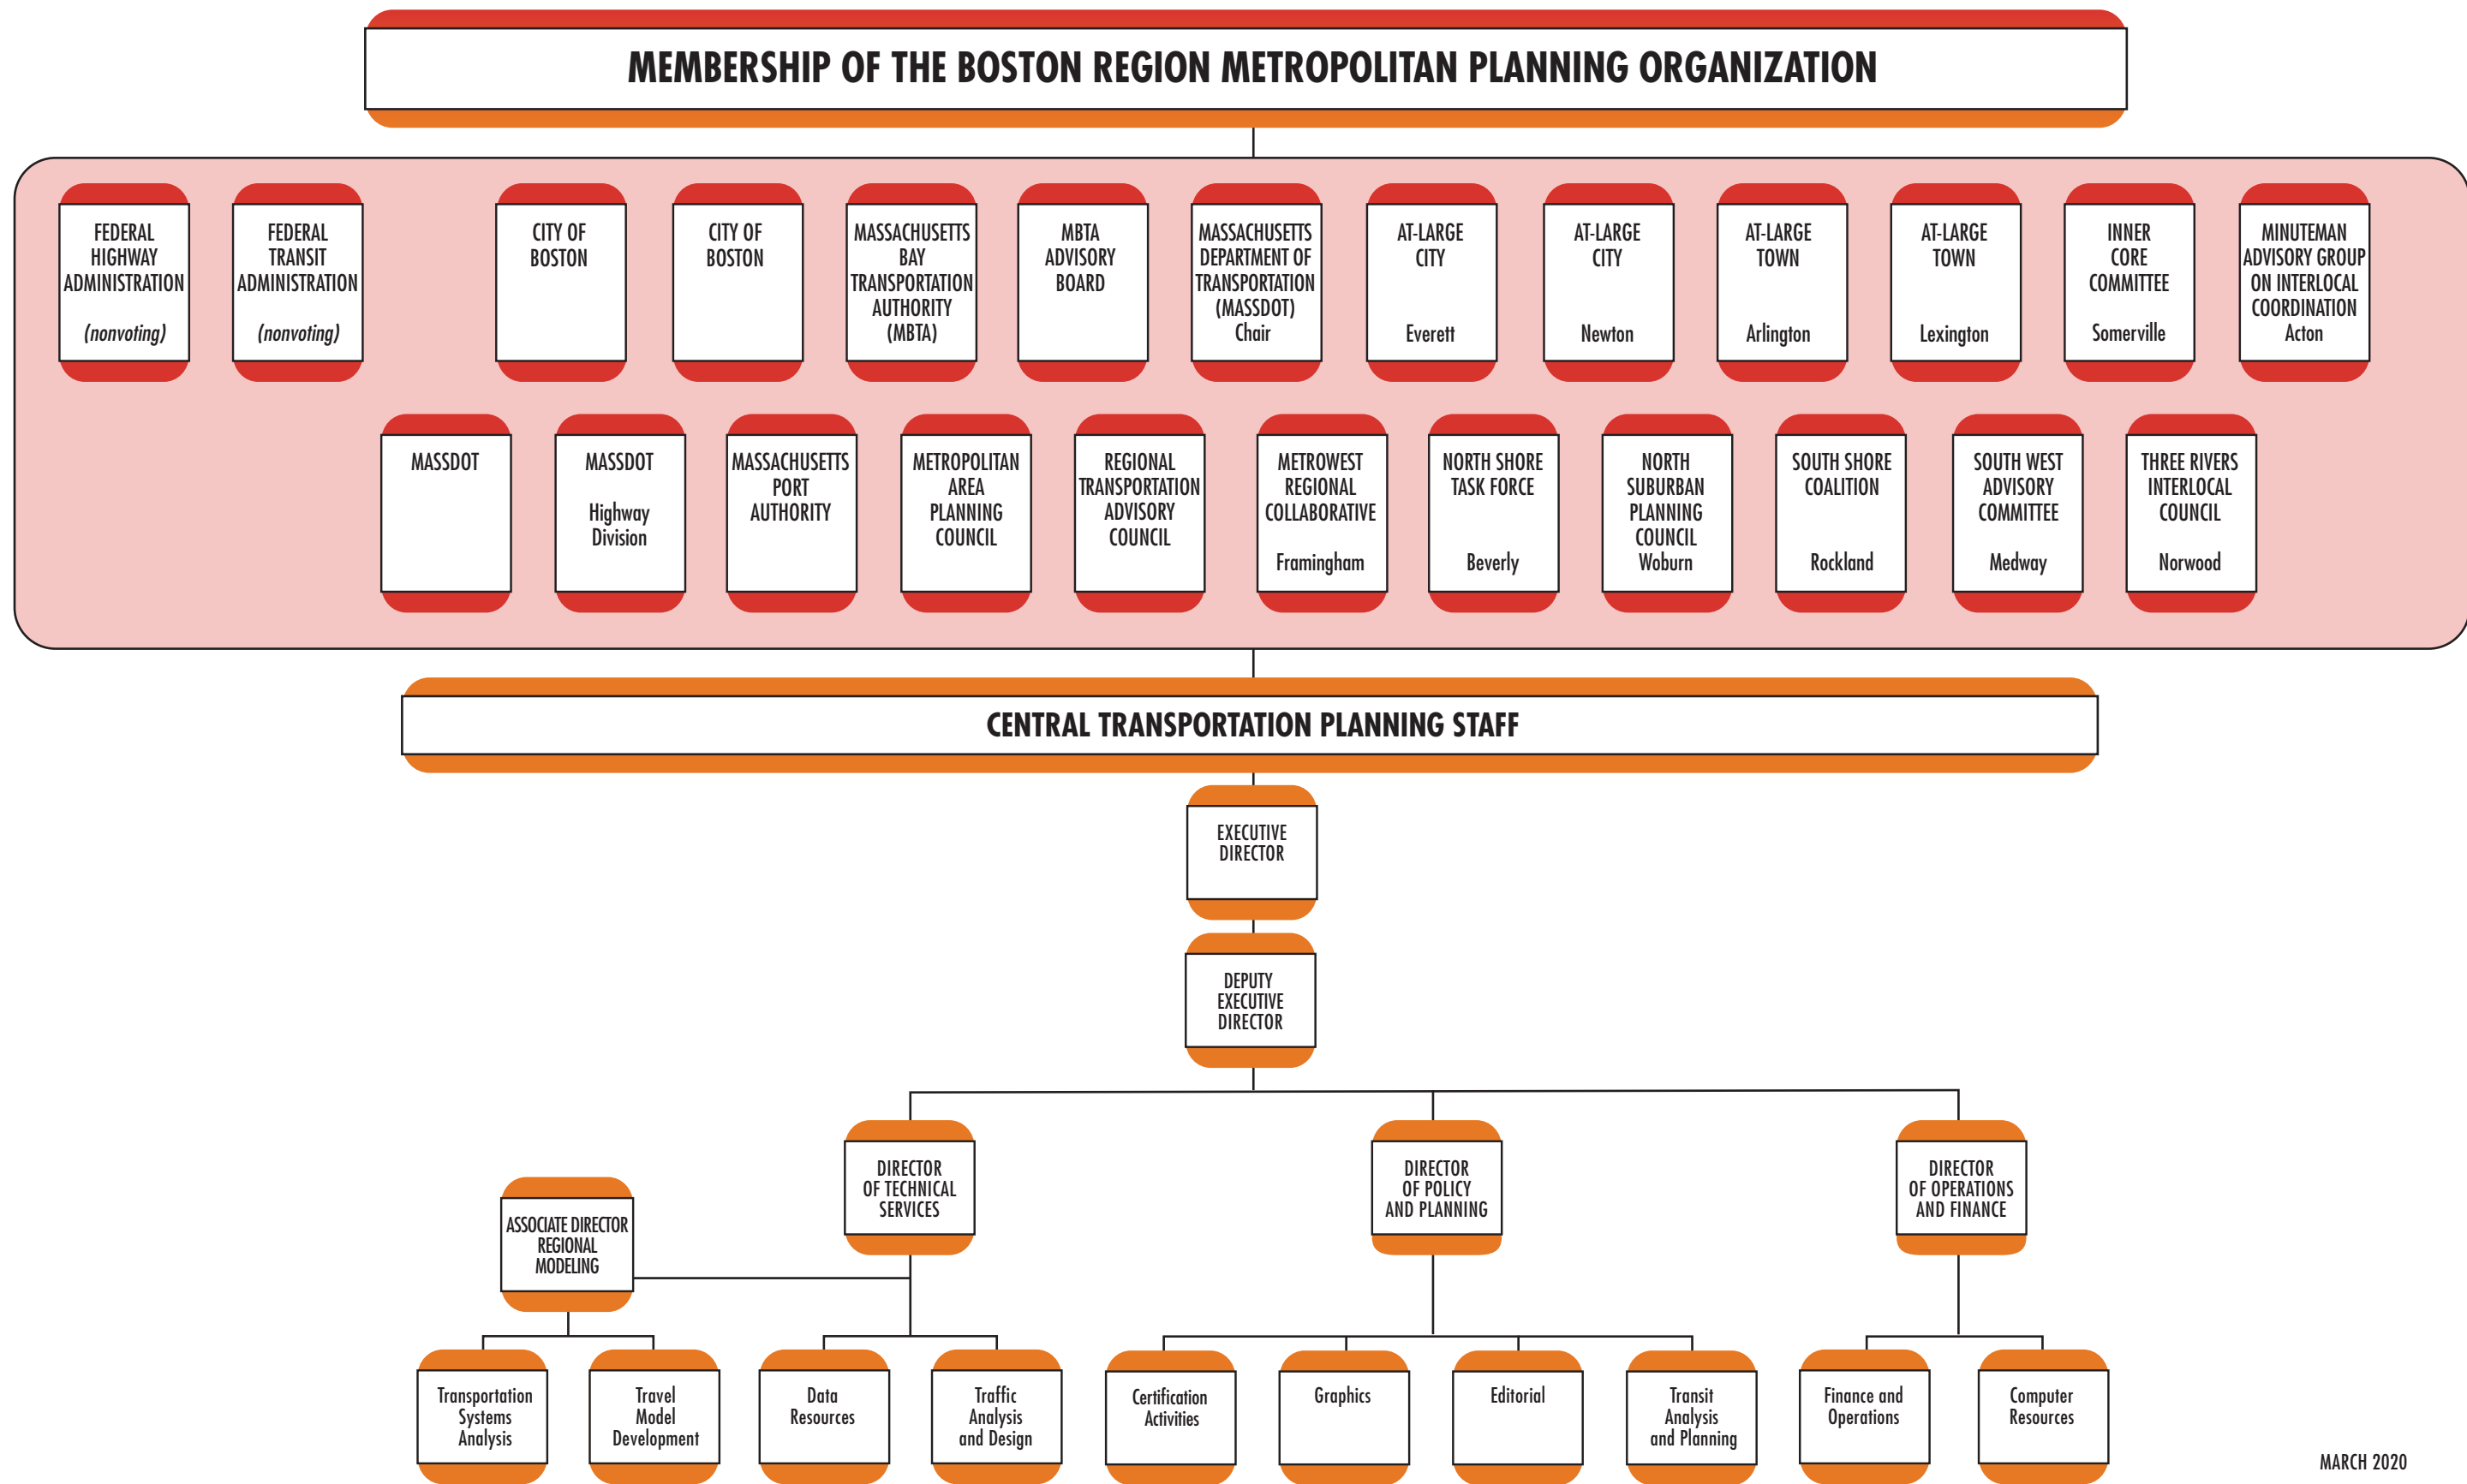 MEMBERSHIP OF THE BOSTON REGION METROPOLITAN PLANNING ORGANIZATION
FEDERAL
HIGHWAY
ADMINISTRATION
(nonvoting)
FEDERAL
TRANSIT
ADMINISTRATION
(nonvoting)
CITY OF
BOSTON
CITY OF
BOSTON
MASSACHUSETTS
BAY
TRANSPORTATION
AUTHORITY
(MBTA)
MBTA
ADVISORY
BOARD
MASSACHUSETTS
DEPARTMENT OF
TRANSPORTATION
(MASSDOT)
Chair
AT-LARGE
CITY
Everett
AT-LARGE
CITY
Newton
AT-LARGE
TOWN
Arlington
AT-LARGE
TOWN
Lexington
INNER
CORE
COMMITTEE
Somerville
MINUTEMAN
ADVISORY GROUP
ON INTERLOCAL
COORDINATION
Acton
MASSDOT
MASSDOT
Highway
Division
MASSACHUSETTS
PORT
AUTHORITY
METROPOLITAN
AREA
PLANNING
COUNCIL
REGIONAL
TRANSPORTATION
ADVISORY
COUNCIL
METROWEST
REGIONAL
COLLABORATIVE
Framingham
NORTH SHORE
TASK FORCE
Beverly
NORTH
SUBURBAN
PLANNING
COUNCIL
Woburn
SOUTH SHORE
COALITION
Rockland
SOUTH WEST
ADVISORY
COMMITTEE
Medway
THREE RIVERS
INTERLOCAL
COUNCIL
Norwood
CENTRAL TRANSPORTATION PLANNING STAFF
EXECUTIVE
DIRECTOR
DEPUTY
EXECUTIVE
DIRECTOR
DIRECTOR
OF TECHNICAL
SERVICES
DIRECTOR
OF POLICY
AND PLANNING
DIRECTOR
OF OPERATIONS
AND FINANCE
ASSOCIATE DIRECTOR
REGIONAL
MODELING
Transportation
Systems
Analysis
Travel
Model
Development
Data
Resources
Traffic
Analysis
and Design
Certification
Activities
Graphics
Editorial
Transit
Analysis
and Planning
Finance and
Operations
Computer
Resources
MARCH 2020